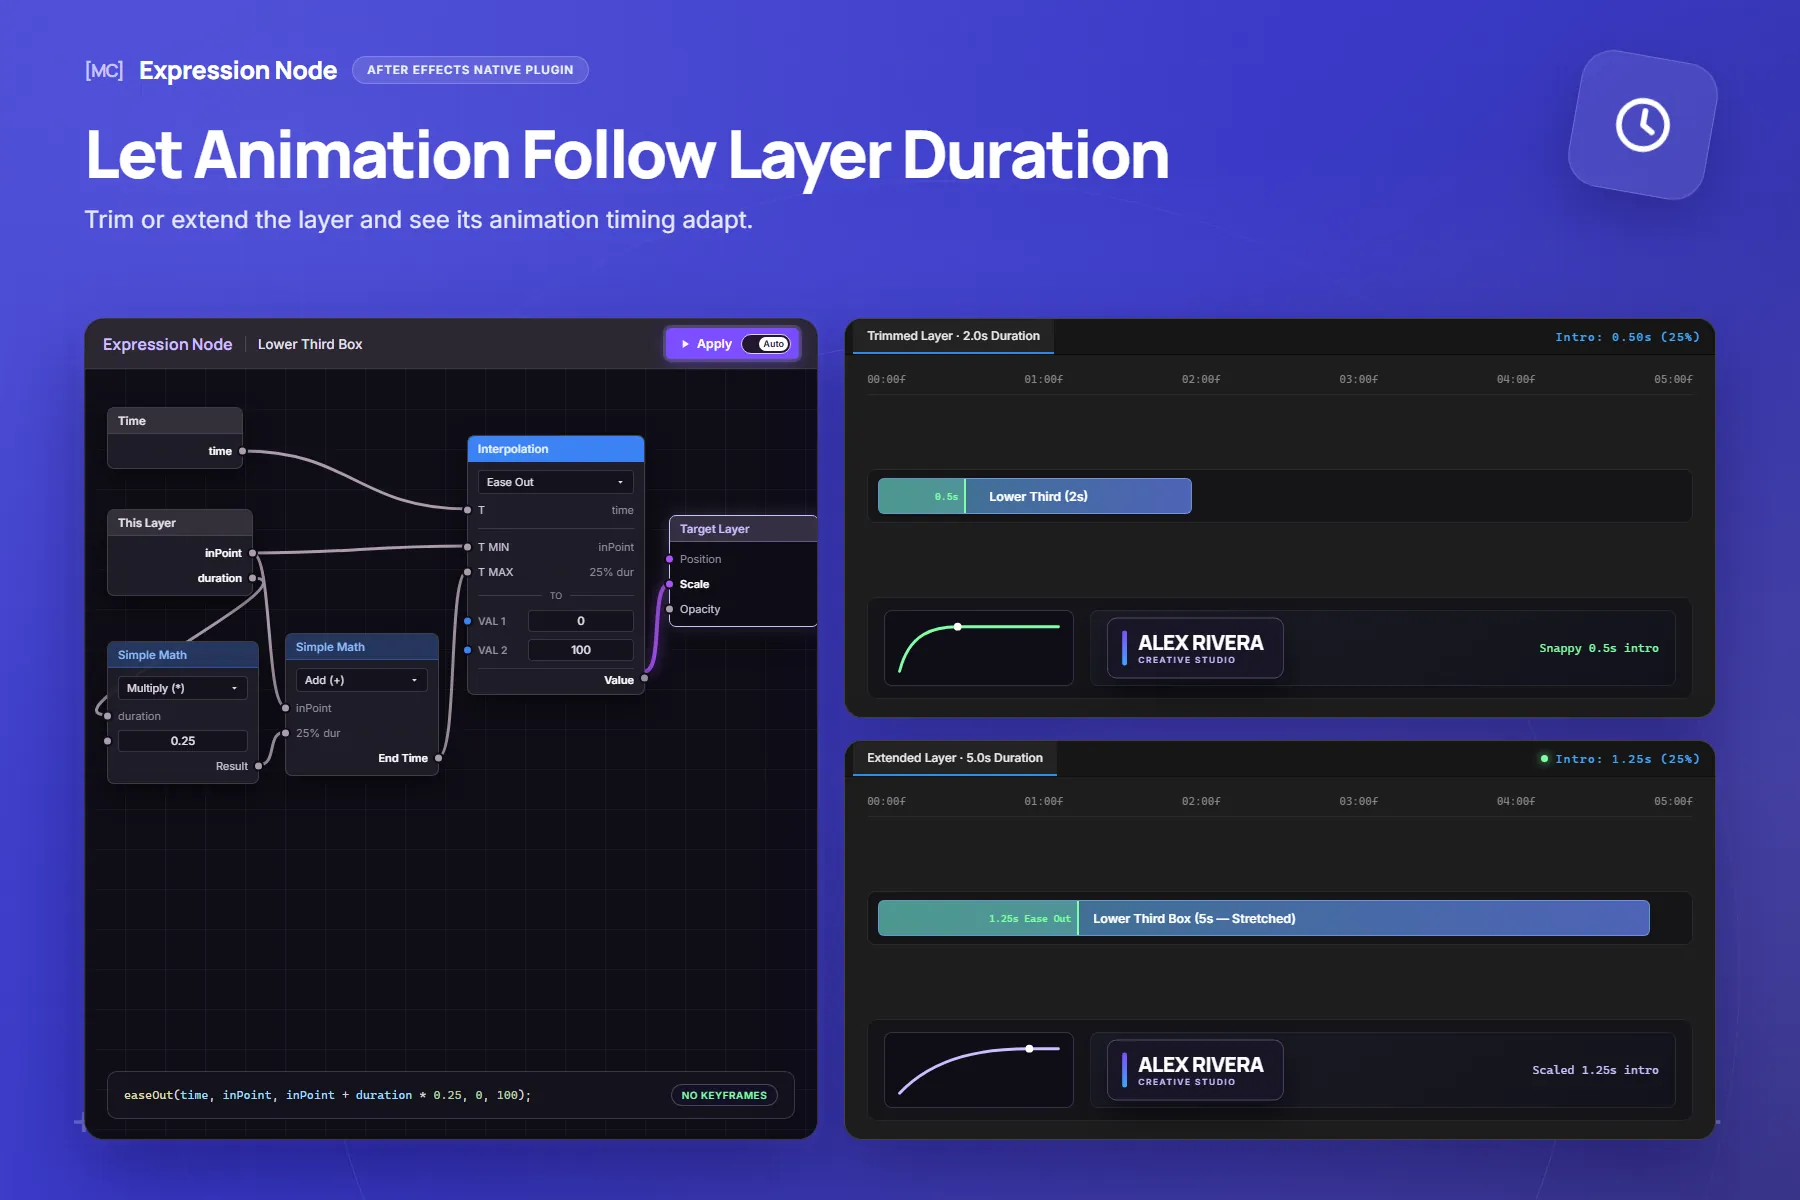 [MC] Expression Node AFTER EFFECTS NATIVE PLUGIN
Let Animation Follow Layer Duration
Trim or extend the layer and see its animation timing adapt.
Expression Node Lower Third Box Apply Auto
Time
time
This Layer
inPoint
duration
Simple Math
Multiply (*)
duration
0.25
Result
Simple Math
Add (+)
inPoint
25% dur
End Time
Interpolation
Ease Out
T time
T MIN inPoint
T MAX 25% dur
TO
VAL 1 0
VAL 2 100
Value
Target Layer
Position
Scale
Opacity
easeOut(time, inPoint, inPoint + duration * 0.25, 0, 100); NO KEYFRAMES
Trimmed Layer · 2.0s Duration Intro: 0.50s (25%)
00:00f 01:00f 02:00f 03:00f 04:00f 05:00f
0.5s Lower Third (2s)
ALEX RIVERA
CREATIVE STUDIO
Snappy 0.5s intro
Extended Layer · 5.0s Duration Intro: 1.25s (25%)
00:00f 01:00f 02:00f 03:00f 04:00f 05:00f
1.25s Ease Out Lower Third Box (5s — Stretched)
ALEX RIVERA
CREATIVE STUDIO
Scaled 1.25s intro